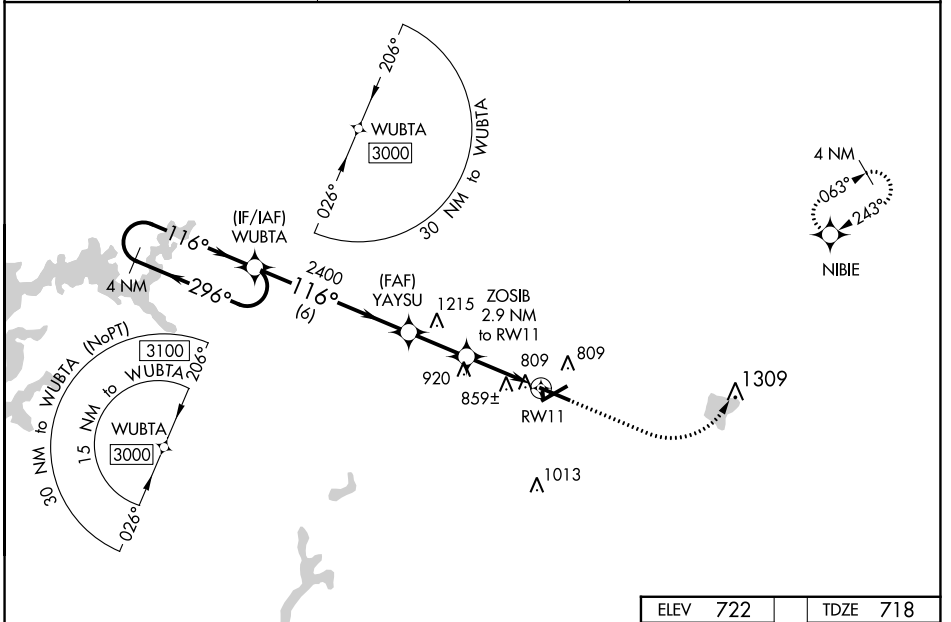 206°
WUBTA
3000
026°
30 NM to WUBTA
4 NM
063°
243°
NIBIE
(IF/IAF)
WUBTA
116°
296°
4 NM
2400
116°
(6)
(FAF)
YAYSU
1215
ZOSIB
2.9 NM
to RW11
920
859±
809
809
RW11
1309
1013
30 NM to WUBTA (NoPT)
3100
206°
15 NM to WUBTA
WUBTA
3000
026°
ELEV 722
TDZE 718